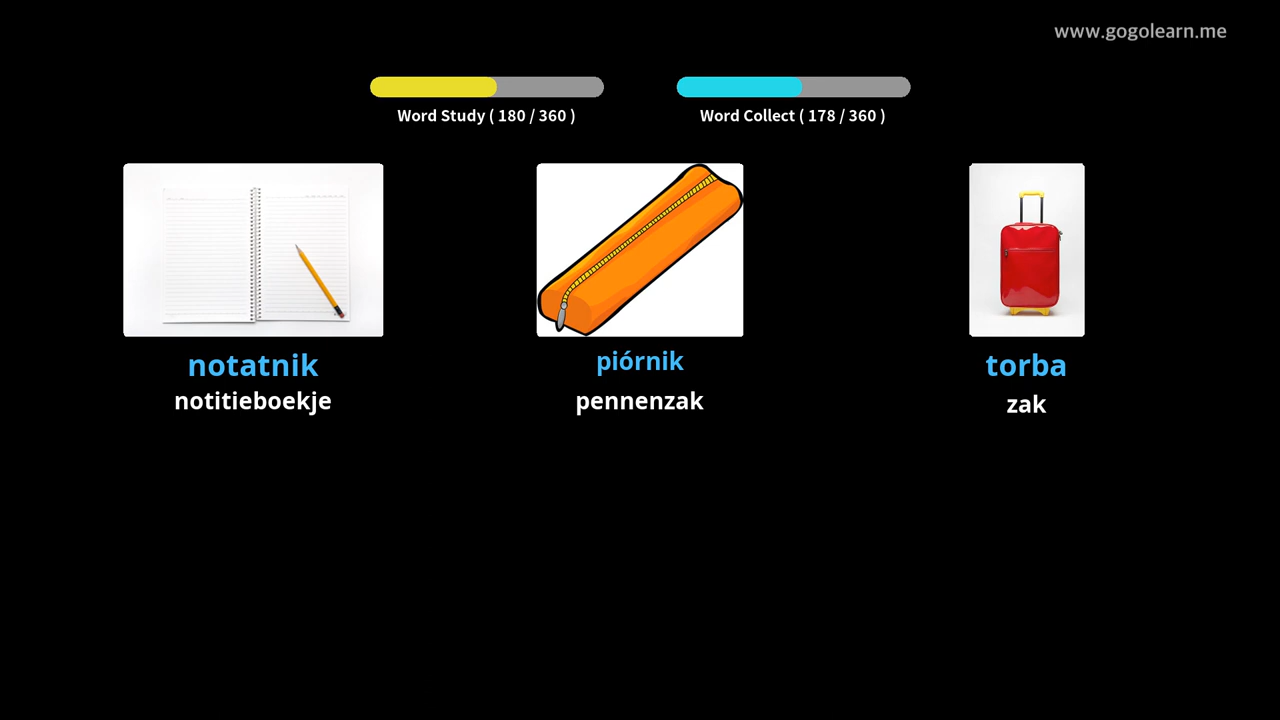 www.gogolearn.me
Word Study ( 180 / 360 )
Word Collect ( 178 / 360 )
notatnik
piórnik
torba
notitieboekje
pennenzak
zak